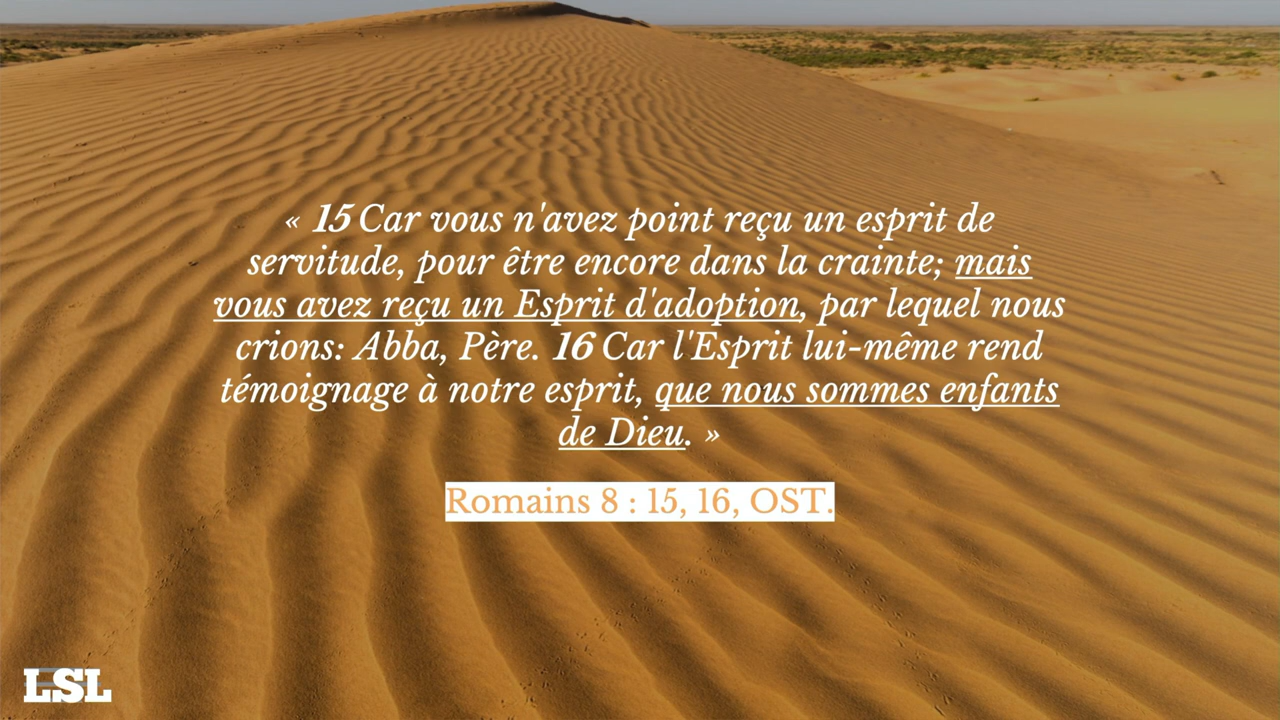 « 15 Car vous n'avez point reçu un esprit de
servitude, pour être encore dans la crainte; mais
vous avez reçu un Esprit d'adoption, par lequel nous
crions: Abba, Père. 16 Car l'Esprit lui-même rend
témoignage à notre esprit, que nous sommes enfants
de Dieu. »
Romains 8 : 15, 16, OST.
LSL